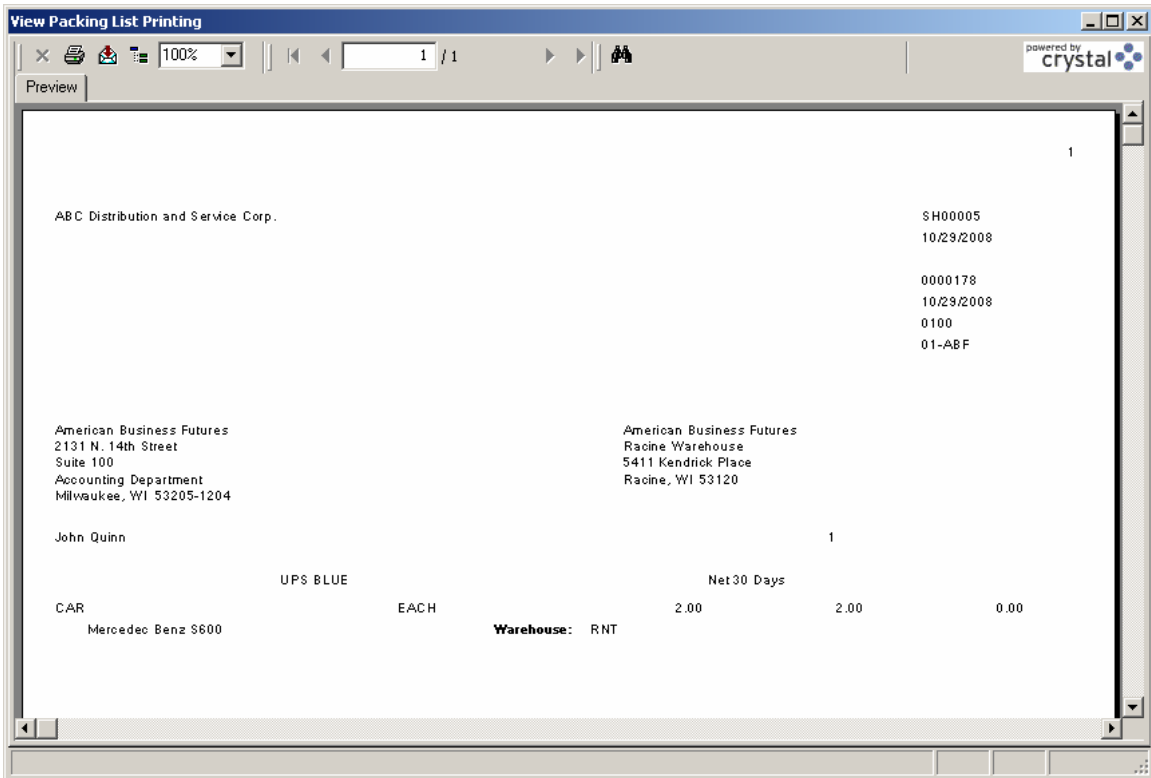 View Packing List Printing
100%
1 / 1
powered by
crystal
Preview
1
ABC Distribution and Service Corp.
SH00005
10/29/2008
0000178
10/29/2008
0100
01-ABF
American Business Futures
2131 N. 14th Street
Suite 100
Accounting Department
Milwaukee, WI 53205-1204
American Business Futures
Racine Warehouse
5411 Kendrick Place
Racine, WI 53120
John Quinn 1
UPS BLUE Net 30 Days
CAR EACH 2.00 2.00 0.00
Mercedec Benz S600 Warehouse: RNT